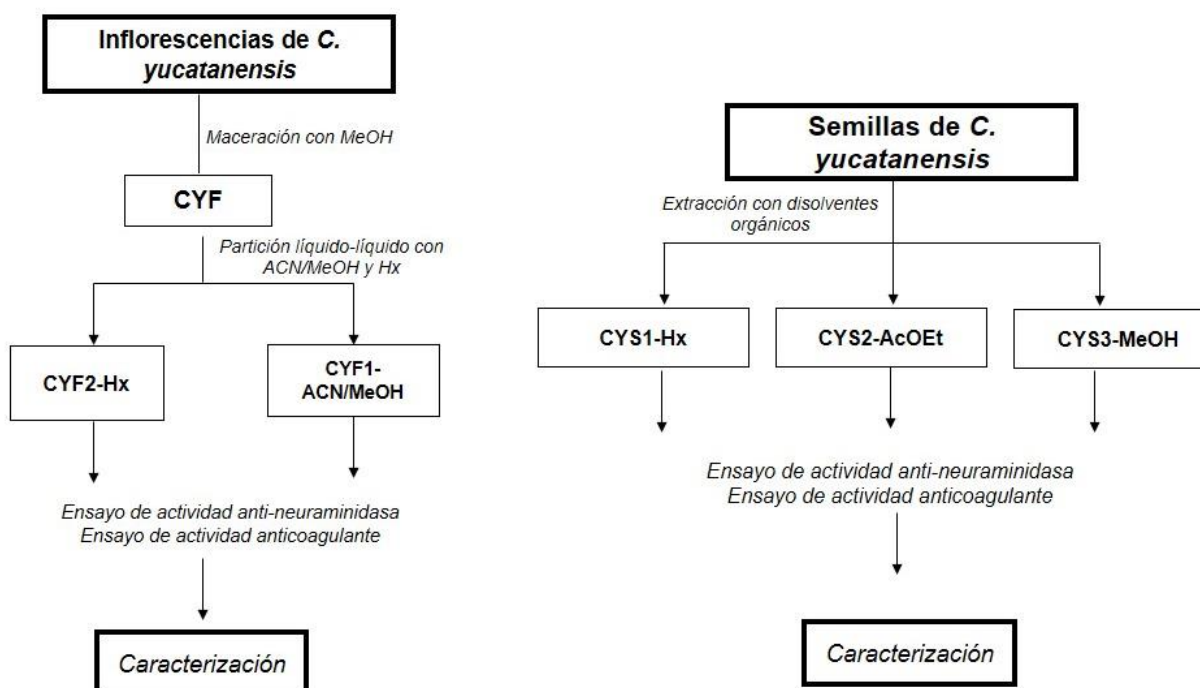 Inflorescencias de C.
yucatanensis
Maceración con MeOH
CYF
Partición líquido-líquido con
ACN/MeOH y Hx
CYF2-Hx
CYF1-
ACN/MeOH
Ensayo de actividad anti-neuraminidasa
Ensayo de actividad anticoagulante
Caracterización
Semillas de C.
yucatanensis
Extracción con disolventes
orgánicos
CYS1-Hx
CYS2-AcOEt
CYS3-MeOH
Ensayo de actividad anti-neuraminidasa
Ensayo de actividad anticoagulante
Caracterización